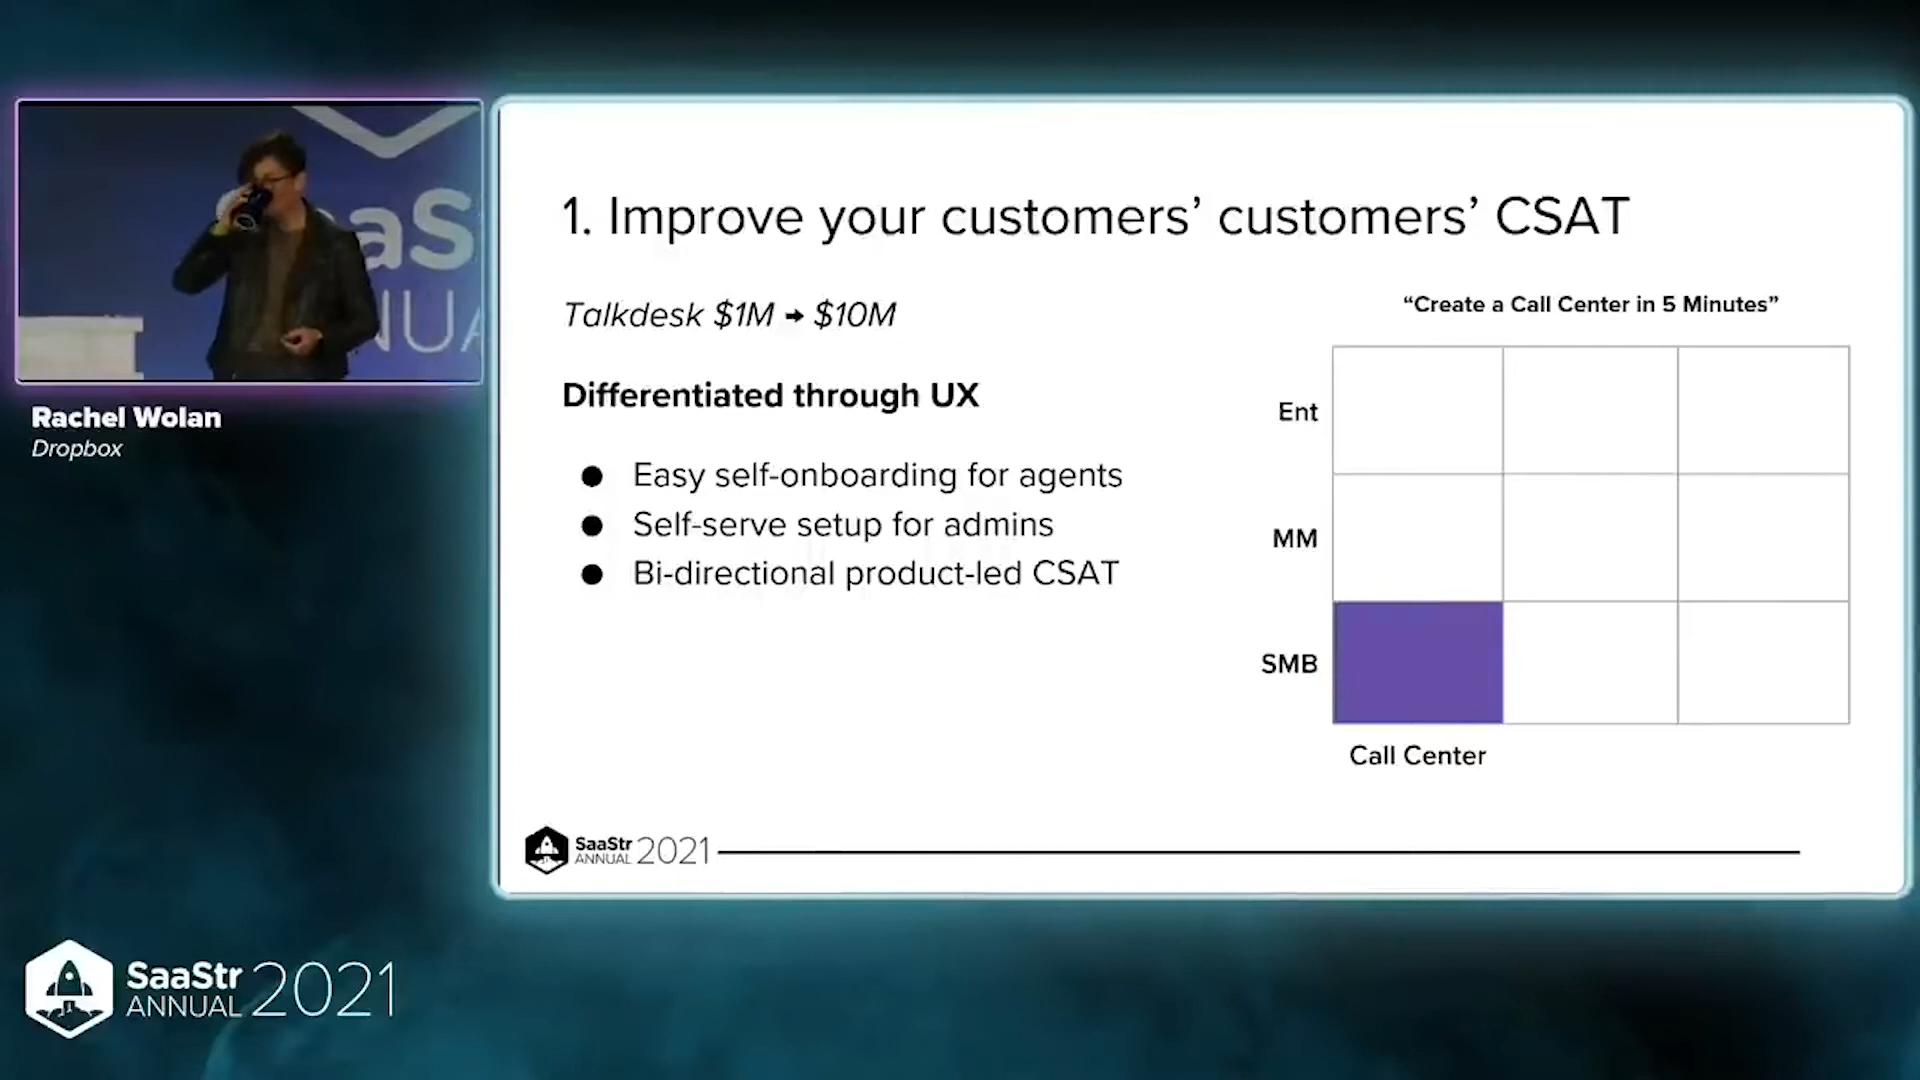 aS
NUA
Rachel Wolan
Dropbox
1. Improve your customers’ customers’ CSAT
Talkdesk $1M → $10M
Differentiated through UX
● Easy self-onboarding for agents
● Self-serve setup for admins
● Bi-directional product-led CSAT
“Create a Call Center in 5 Minutes”
Ent
MM
SMB
Call Center
SaaStr
ANNUAL 2021
SaaStr
ANNUAL 2021